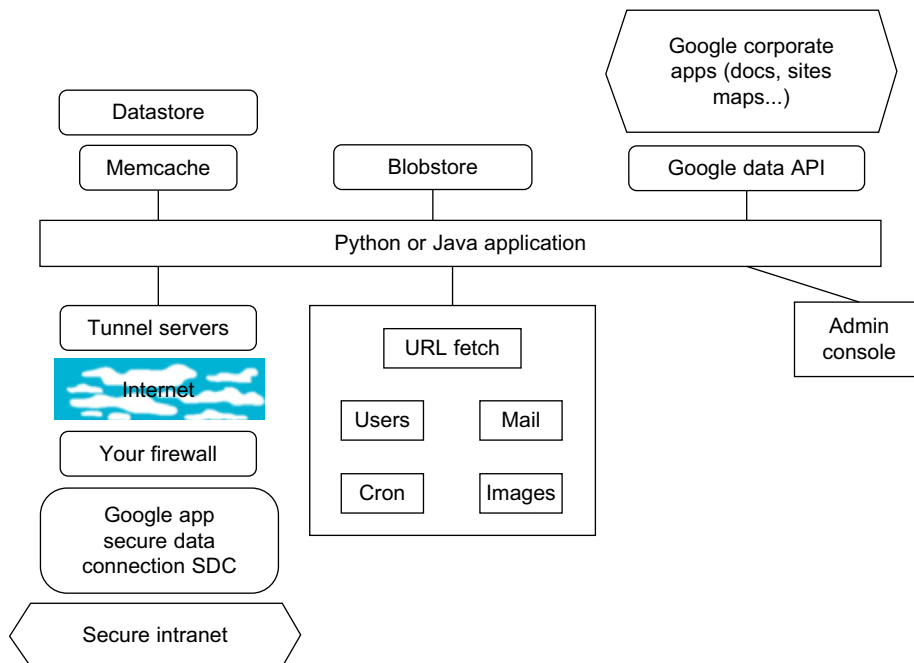 Google corporate
apps (docs, sites
maps...)
Datastore
Memcache
Blobstore
Google data API
Python or Java application
Tunnel servers
Internet
Your firewall
Google app
secure data
connection SDC
Secure intranet
URL fetch
Users
Mail
Cron
Images
Admin
console